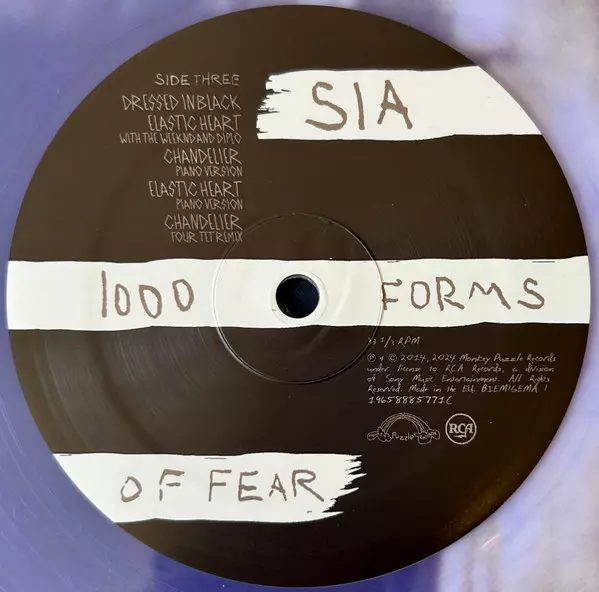 SIDE THREE
DRESSED IN BLACK
ELASTIC HEART
WITH THE WEEKND AND DIPLO
CHANDELIER
PIANO VERSION
ELASTIC HEART
PIANO VERSION
CHANDELIER
FOUR TET REMIX
SIA
1000 FORMS
OF FEAR
33 1/3 RPM
℗ + © 2014, 2024 Monkey Puzzle Records
under license to RCA Records, a division
of Sony Music Entertainment. All Rights
Reserved. Made in the EU. BIEM/GEMA |
19658885771C
Puzzle
RCA